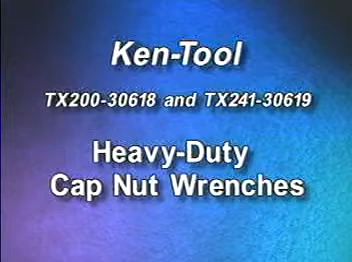 Ken-Tool
TX200-30618 and TX241-30619
Heavy-Duty
Cap Nut Wrenches